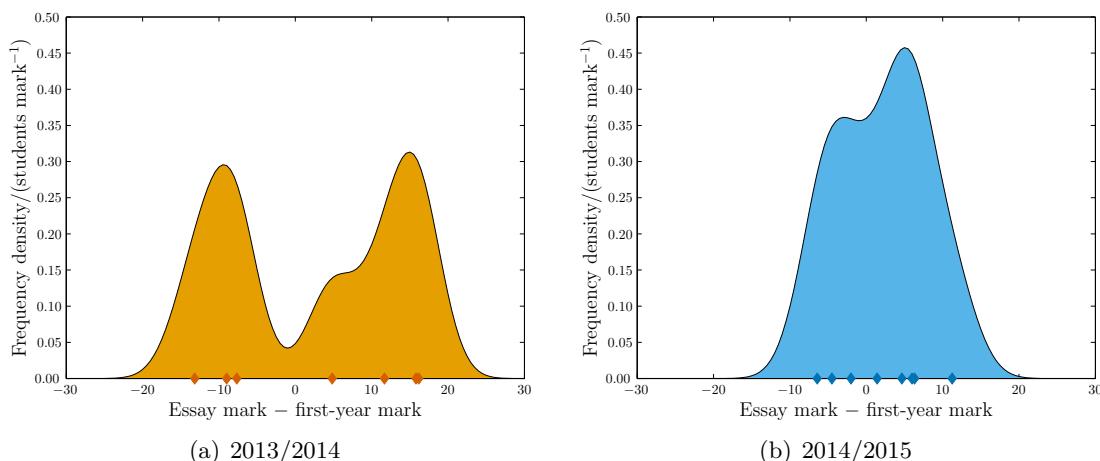 0.50
0.45
0.40
0.35
0.30
0.25
0.20
0.15
0.10
0.05
0.00
Frequency density/(students mark⁻¹)
−30 −20 −10 0 10 20 30
Essay mark − first-year mark
(a) 2013/2014
0.50
0.45
0.40
0.35
0.30
0.25
0.20
0.15
0.10
0.05
0.00
Frequency density/(students mark⁻¹)
−30 −20 −10 0 10 20 30
Essay mark − first-year mark
(b) 2014/2015